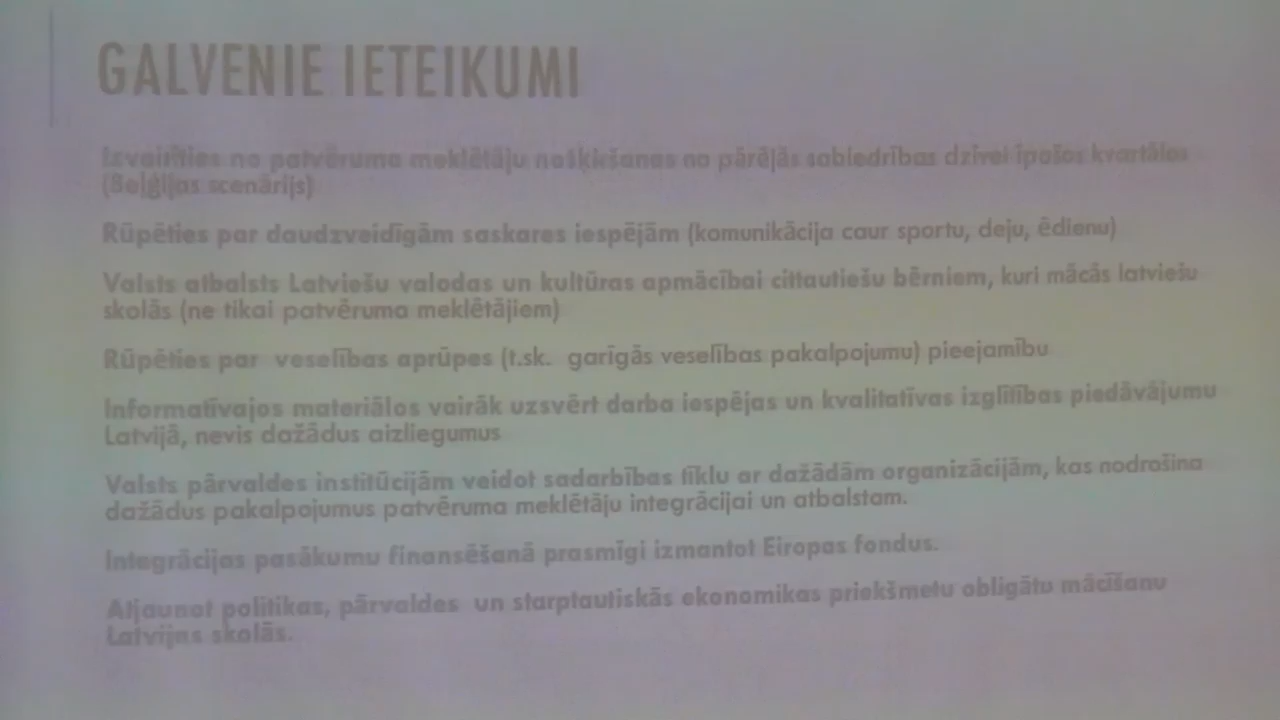 GALVENIE IETEIKUMI
Izvairīties no patvēruma meklētāju nošķiršanas no pārējās sabiedrības dzīvei īpašos kvartālos
(Beļģijas scenārijs)
Rūpēties par daudzveidīgām saskares iespējām (komunikācija caur sportu, deju, ēdienu)
Valsts atbalsts Latviešu valodas un kultūras apmācībai cittautiešu bērniem, kuri mācās latviešu
skolās (ne tikai patvēruma meklētājiem)
Rūpēties par veselības aprūpes (t.sk. garīgās veselības pakalpojumu) pieejamību
Informatīvajos materiālos vairāk uzsvērt darba iespējas un kvalitatīvas izglītības piedāvājumu
Latvijā, nevis dažādus aizliegumus
Valsts pārvaldes institūcijām veidot sadarbības tīklu ar dažādām organizācijām, kas nodrošina
dažādus pakalpojumus patvēruma meklētāju integrācijai un atbalstam.
Integrācijas pasākumu finansēšanā prasmīgi izmantot Eiropas fondus.
Atjaunot politikas, pārvaldes un starptautiskās ekonomikas priekšmetu obligātu mācīšanu
Latvijas skolās.